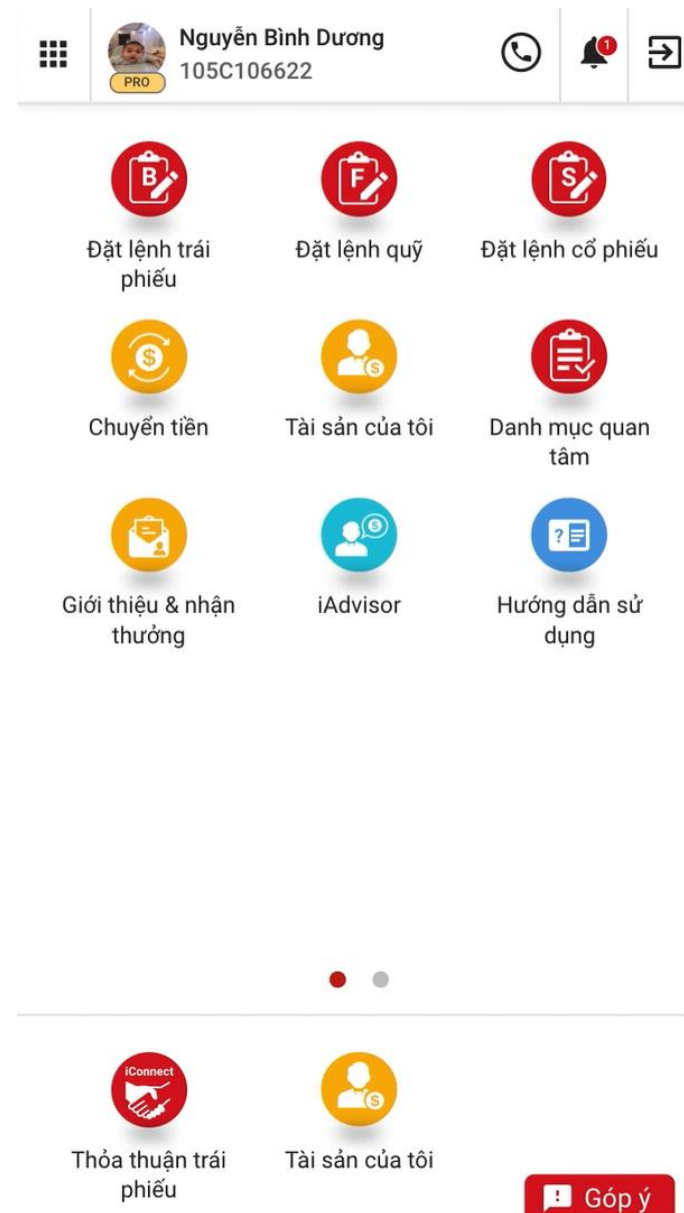 Nguyễn Bình Dương
105C106622
PRO
1
B
F
S
Đặt lệnh trái
phiếu
Đặt lệnh quỹ
Đặt lệnh cổ phiếu
$
$
Chuyển tiền
Tài sản của tôi
Danh mục quan
tâm
$
?
Giới thiệu & nhận
thưởng
iAdvisor
Hướng dẫn sử
dụng
iConnect
$
Thỏa thuận trái
phiếu
Tài sản của tôi
! Góp ý